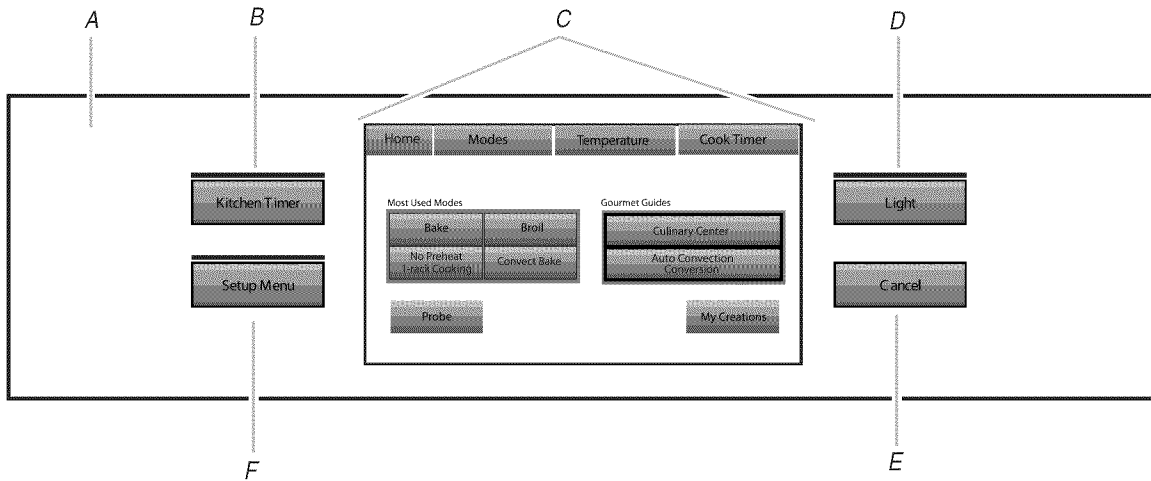 A
B
C
D
Home
Modes
Temperature
Cook Timer
Kitchen Timer
Light
Most Used Modes
Gourmet Guides
Bake
Broil
Culinary Center
No Preheat
1-rack Cooking
Convect Bake
Auto Convection
Conversion
Setup Menu
Cancel
Probe
My Creations
F
E